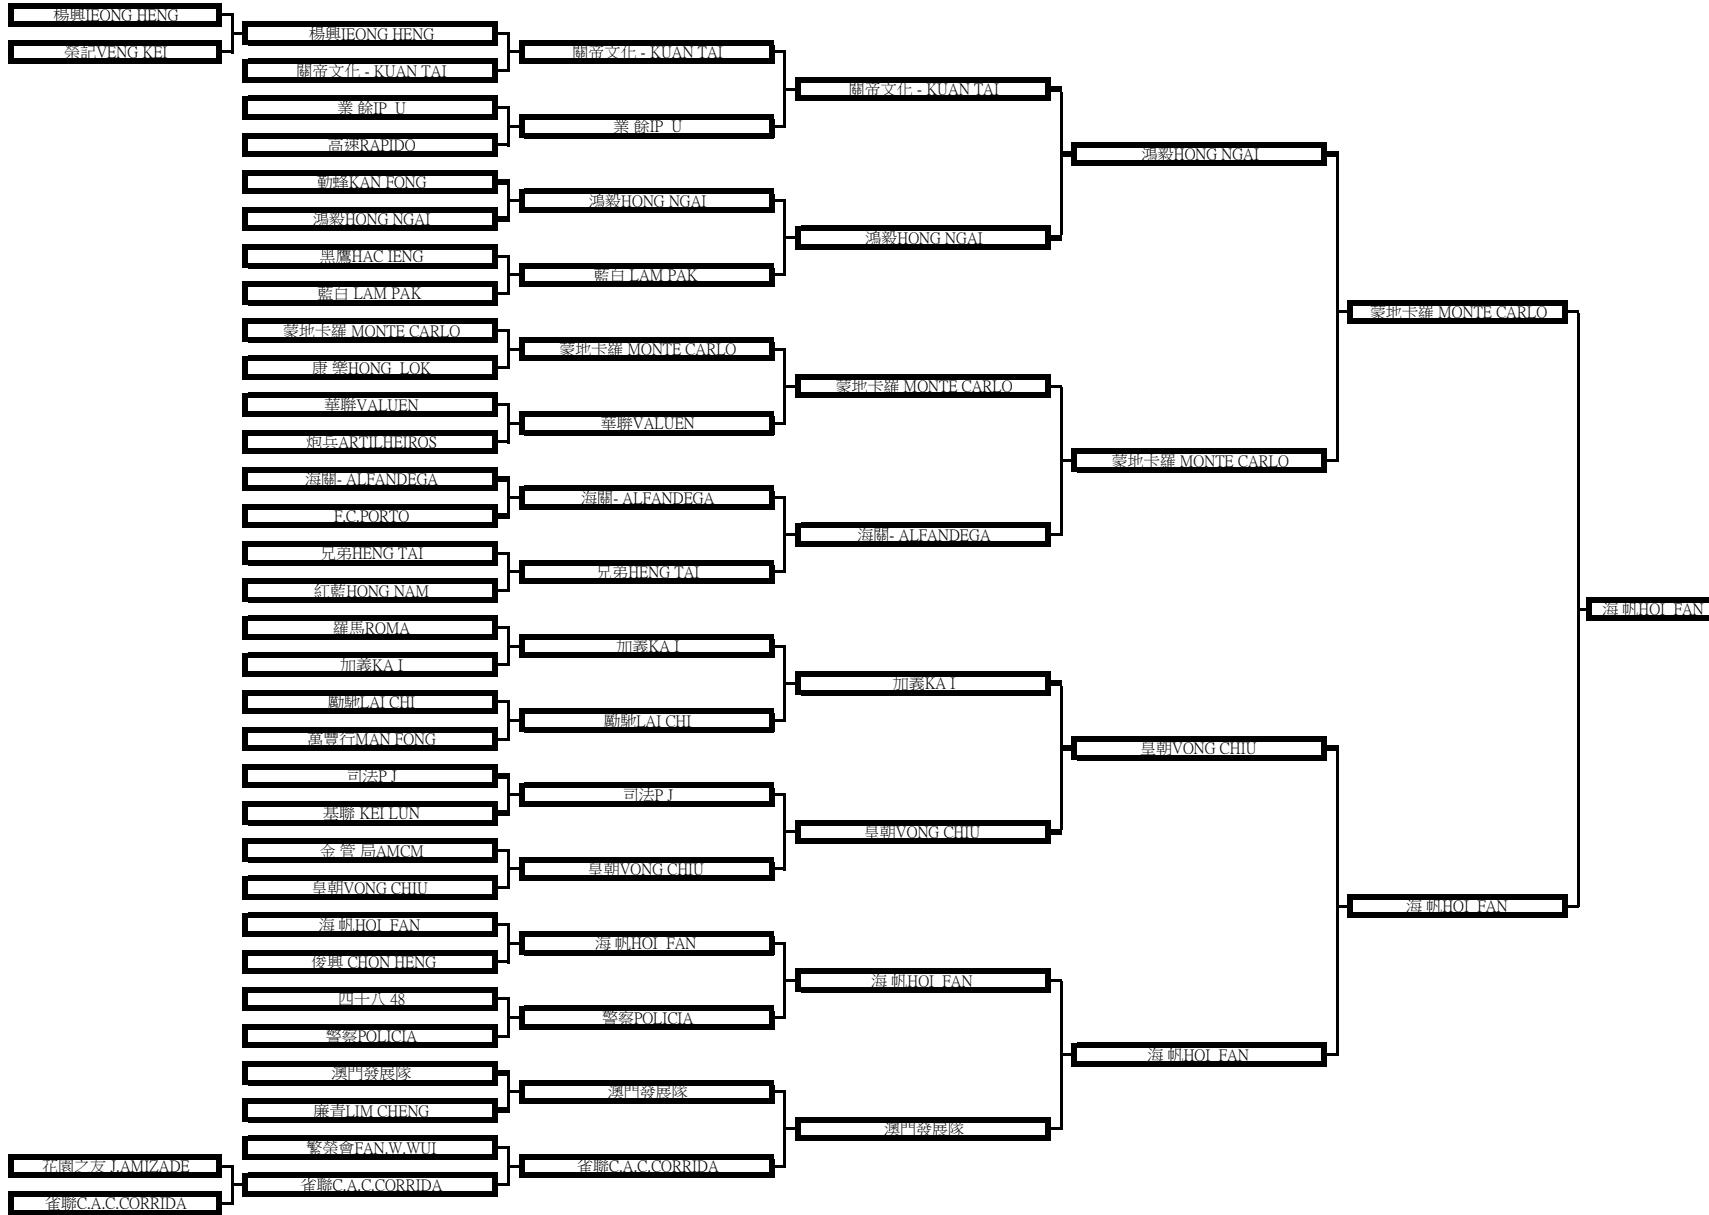 楊興IEONG HENG
榮記VENG KEI
花園之友 J.AMIZADE
雀聯C.A.C.CORRIDA
楊興IEONG HENG
關帝文化 - KUAN TAI
業 餘IP U
高速RAPIDO
勤蜂KAN FONG
鴻毅HONG NGAI
黑鷹HAC IENG
藍白 LAM PAK
蒙地卡羅 MONTE CARLO
康 樂HONG LOK
華聯VALUEN
炮兵ARTILHEIROS
海關- ALFANDEGA
F.C.PORTO
兄弟HENG TAI
紅藍HONG NAM
羅馬ROMA
加義KA I
勵馳LAI CHI
萬豐行MAN FONG
司法P J
基聯 KEI LUN
金 管 局AMCM
皇朝VONG CHIU
海 帆HOI FAN
俊興 CHON HENG
四十八 48
警察POLICIA
澳門發展隊
廉青LIM CHENG
繁榮會FAN.W.WUI
雀聯C.A.C.CORRIDA
關帝文化 - KUAN TAI
業 餘IP U
鴻毅HONG NGAI
藍白 LAM PAK
蒙地卡羅 MONTE CARLO
華聯VALUEN
海關- ALFANDEGA
兄弟HENG TAI
加義KA I
勵馳LAI CHI
司法P J
皇朝VONG CHIU
海 帆HOI FAN
警察POLICIA
澳門發展隊
雀聯C.A.C.CORRIDA
關帝文化 - KUAN TAI
鴻毅HONG NGAI
蒙地卡羅 MONTE CARLO
海關- ALFANDEGA
加義KA I
皇朝VONG CHIU
海 帆HOI FAN
澳門發展隊
鴻毅HONG NGAI
蒙地卡羅 MONTE CARLO
皇朝VONG CHIU
海 帆HOI FAN
蒙地卡羅 MONTE CARLO
海 帆HOI FAN
海 帆HOI FAN